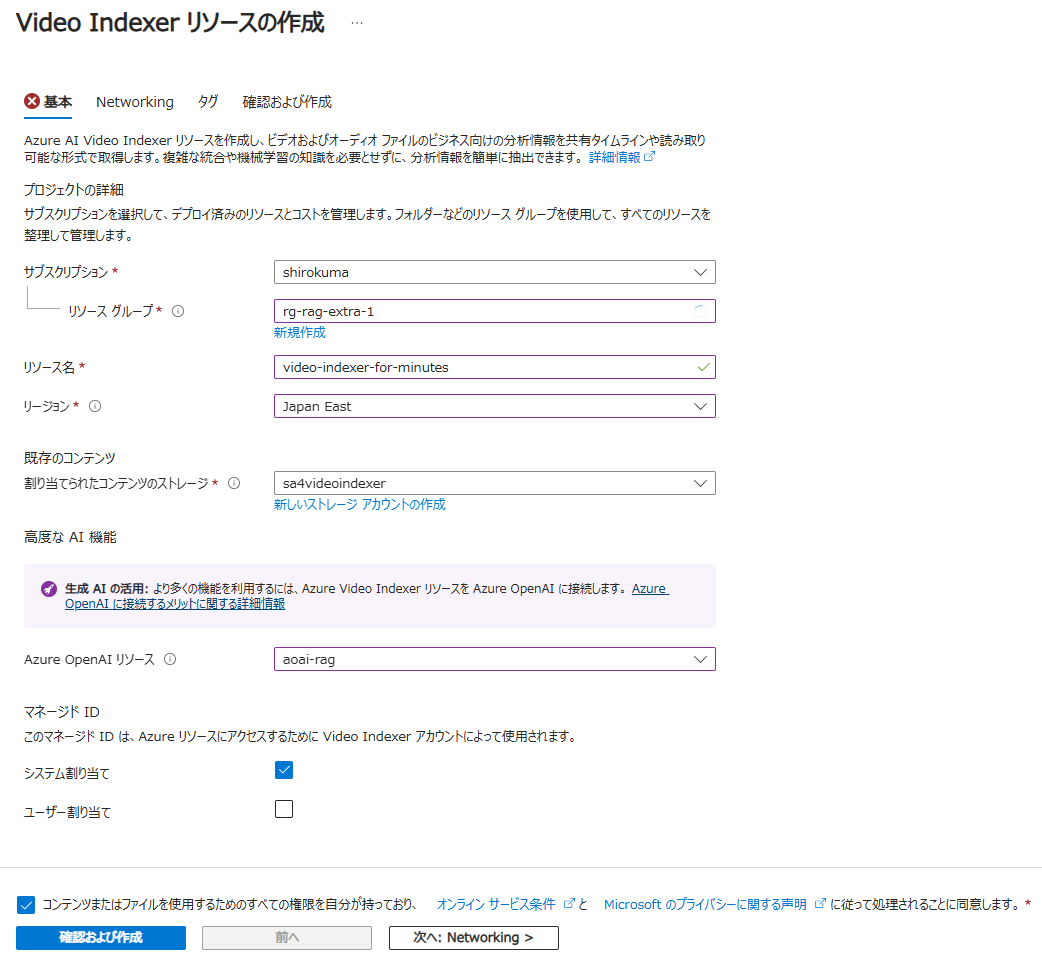 Video Indexer リソースの作成 …
基本 Networking タグ 確認および作成
Azure AI Video Indexer リソースを作成し、ビデオおよびオーディオ ファイルのビジネス向けの分析情報を共有タイムラインや読み取り
可能な形式で取得します。複雑な統合や機械学習の知識を必要とせずに、分析情報を簡単に抽出できます。 詳細情報
プロジェクトの詳細
サブスクリプションを選択して、デプロイ済みのリソースとコストを管理します。フォルダーなどのリソース グループを使用して、すべてのリソースを
整理して管理します。
サブスクリプション * shirokuma
リソース グループ * rg-rag-extra-1
新規作成
リソース名 * video-indexer-for-minutes
リージョン * Japan East
既存のコンテンツ
割り当てられたコンテンツのストレージ * sa4videoindexer
新しいストレージ アカウントの作成
高度な AI 機能
生成 AI の活用: より多くの機能を利用するには、Azure Video Indexer リソースを Azure OpenAI に接続します。 Azure
OpenAI に接続するメリットに関する詳細情報
Azure OpenAI リソース aoai-rag
マネージド ID
このマネージド ID は、Azure リソースにアクセスするために Video Indexer アカウントによって使用されます。
システム割り当て
ユーザー割り当て
コンテンツまたはファイルを使用するためのすべての権限を自分が持っており、 オンライン サービス条件 と Microsoft のプライバシーに関する声明 に従って処理されることに同意します。 *
確認および作成 前へ 次へ: Networking >